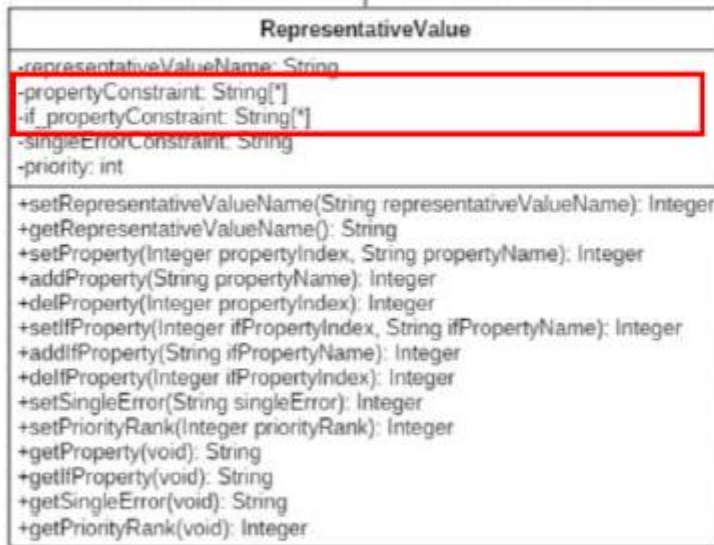 RepresentativeValue
-representativeValueName: String
-propertyConstraint: String[*]
-if_propertyConstraint: String[*]
-singleErrorConstraint: String
-priority: int
+setRepresentativeValueName(String representativeValueName): Integer
+getRepresentativeValueName(): String
+setProperty(Integer propertyIndex, String propertyName): Integer
+addProperty(String propertyName): Integer
+delProperty(Integer propertyIndex): Integer
+setIfProperty(Integer ifPropertyIndex, String ifPropertyName): Integer
+addIfProperty(String ifPropertyName): Integer
+delfProperty(Integer ifPropertyIndex): Integer
+setSingleError(String singleError): Integer
+setPriorityRank(Integer priorityRank): Integer
+getProperty(void): String
+getIfProperty(void): String
+getSingleError(void): String
+getPriorityRank(void): Integer